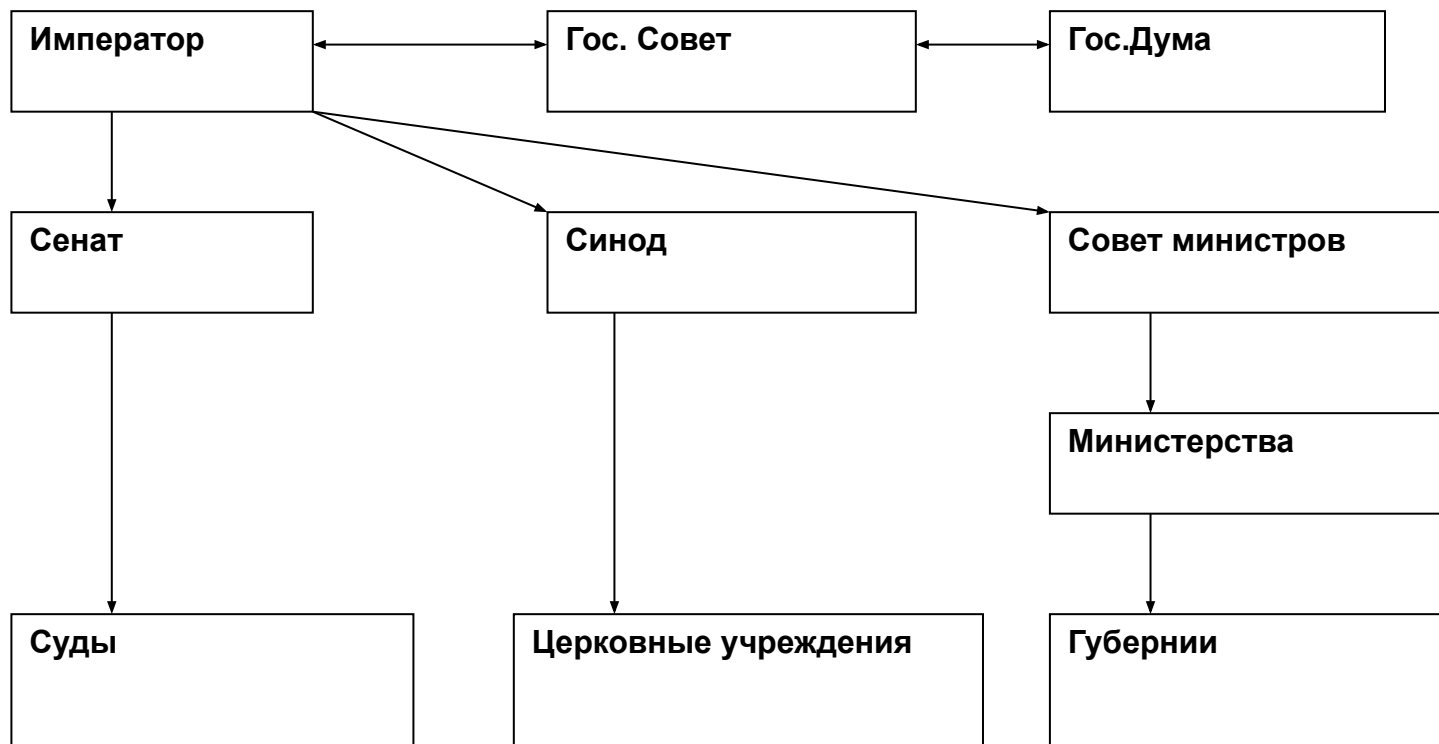 Император
Гос. Совет
Гос.Дума
Сенат
Синод
Совет министров
Министерства
Суды
Церковные учреждения
Губернии